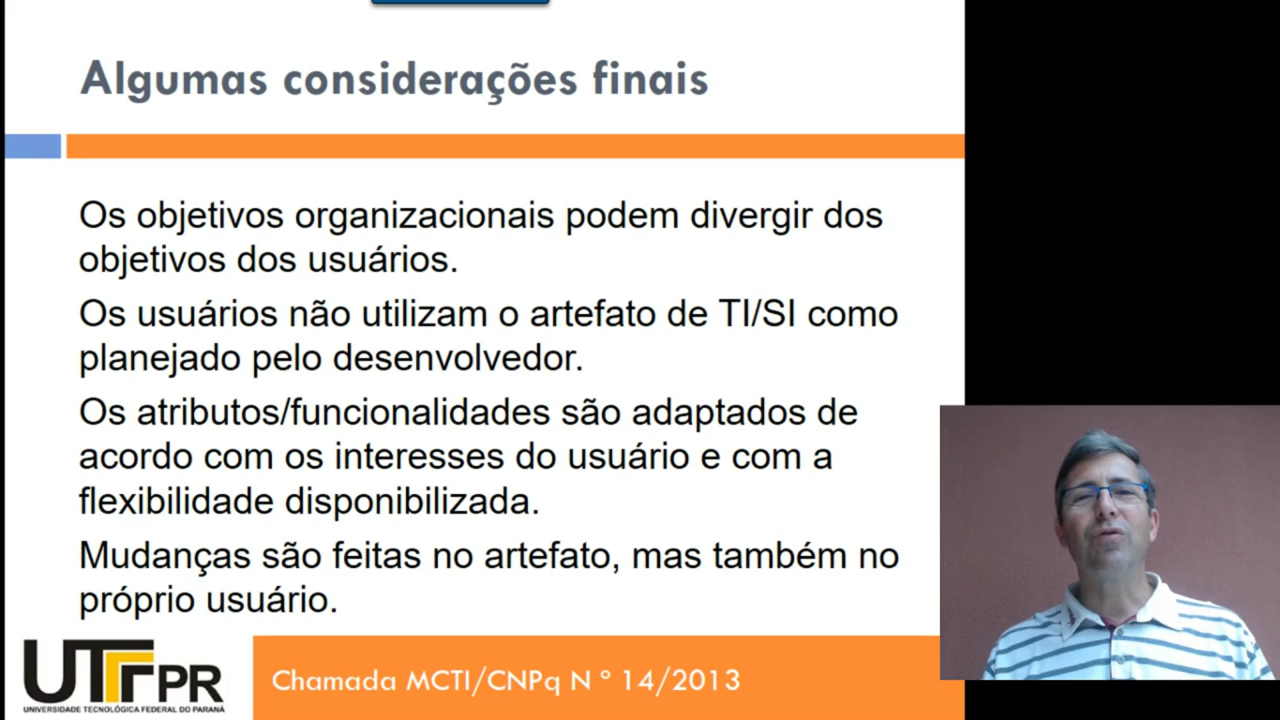 Algumas considerações finais
Os objetivos organizacionais podem divergir dos
objetivos dos usuários.
Os usuários não utilizam o artefato de TI/SI como
planejado pelo desenvolvedor.
Os atributos/funcionalidades são adaptados de
acordo com os interesses do usuário e com a
flexibilidade disponibilizada.
Mudanças são feitas no artefato, mas também no
próprio usuário.
UTFPR
UNIVERSIDADE TECNOLÓGICA FEDERAL DO PARANÁ
Chamada MCTI/CNPq N º 14/2013